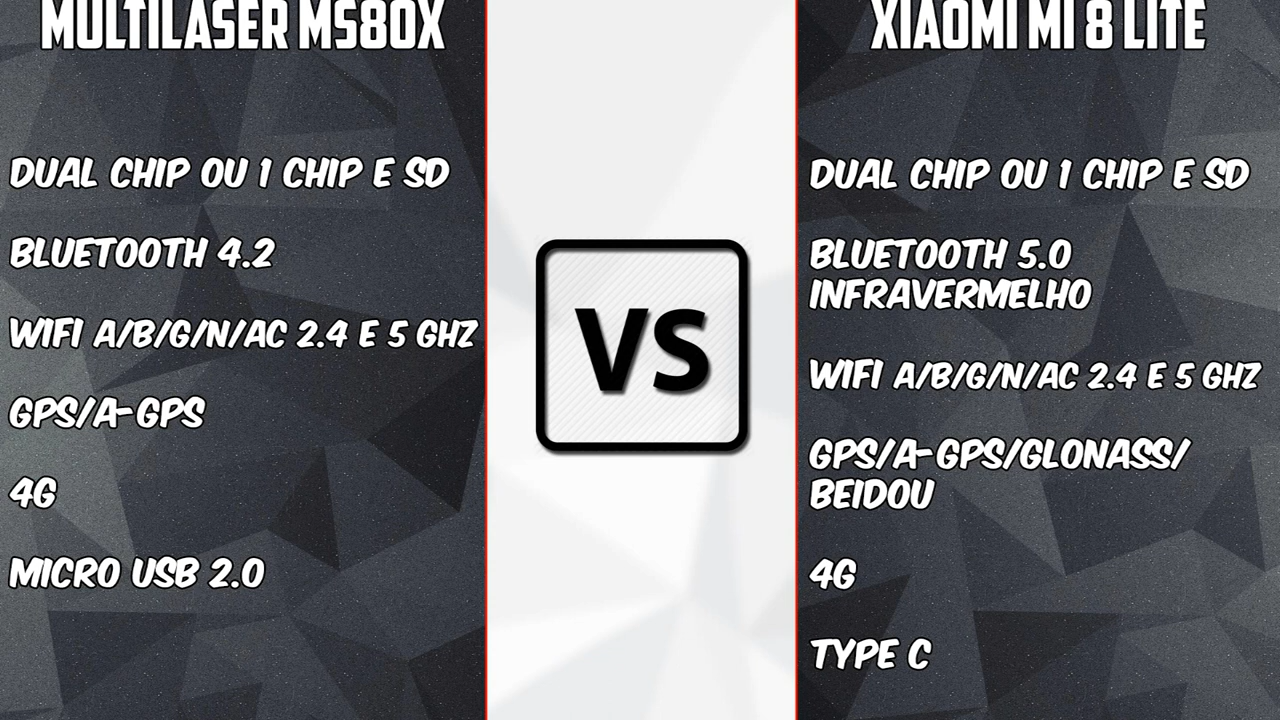 MULTILASER MS80X
DUAL CHIP OU 1 CHIP E SD
BLUETOOTH 4.2
WIFI A/B/G/N/AC 2.4 E 5 GHZ
GPS/A-GPS
4G
MICRO USB 2.0
VS
XIAOMI MI 8 LITE
DUAL CHIP OU 1 CHIP E SD
BLUETOOTH 5.0
INFRAVERMELHO
WIFI A/B/G/N/AC 2.4 E 5 GHZ
GPS/A-GPS/GLONASS/
BEIDOU
4G
TYPE C